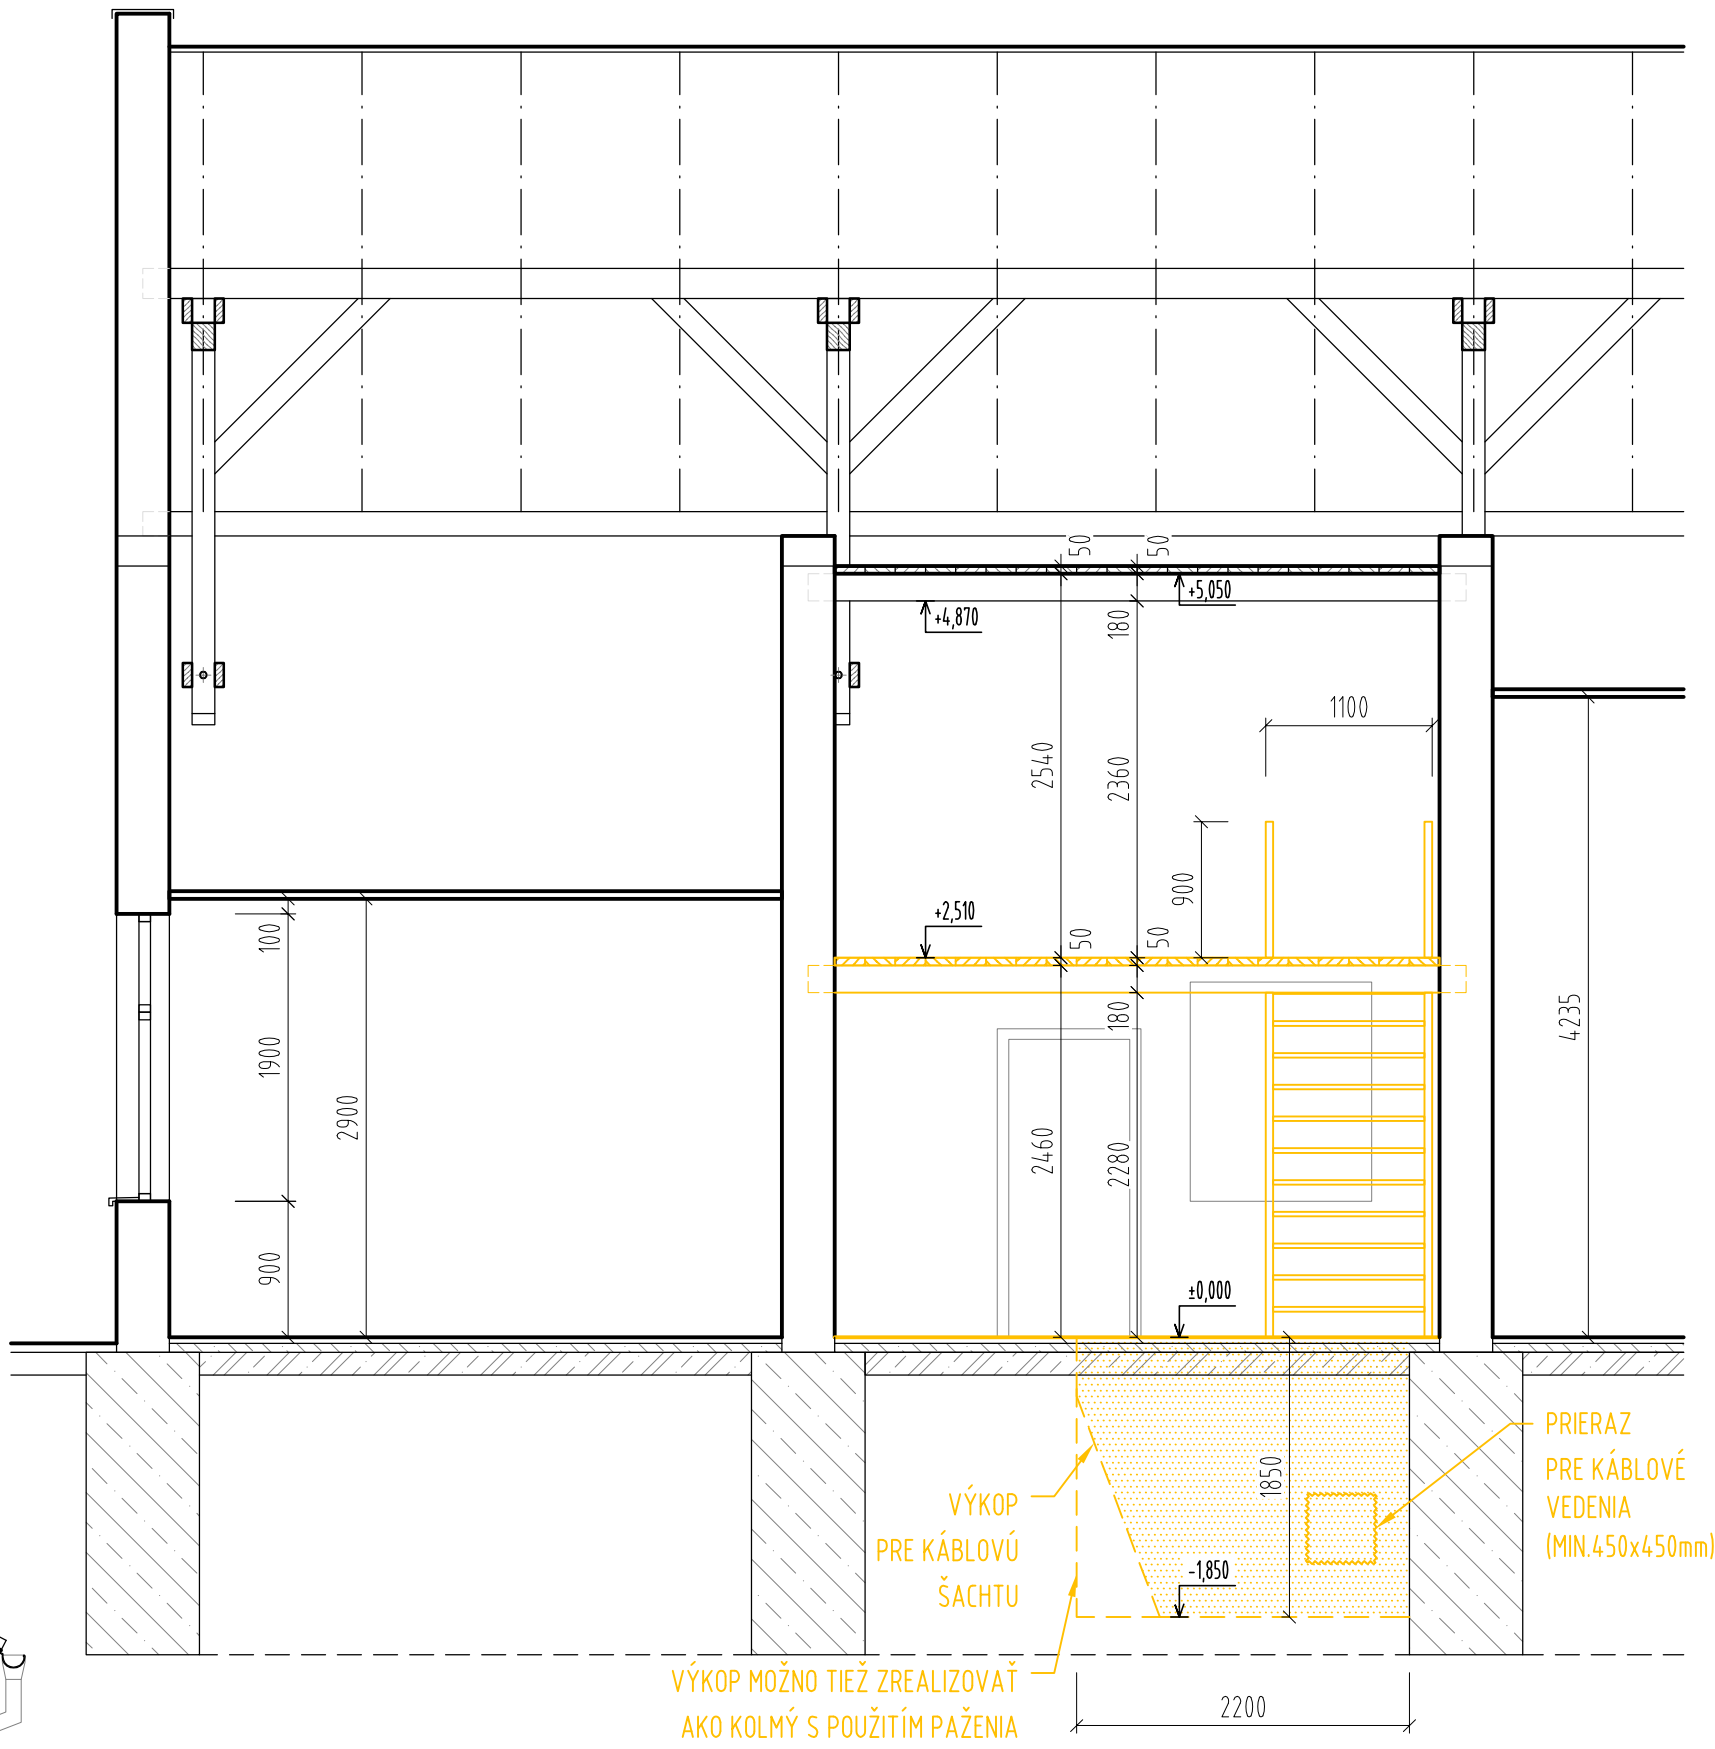 50
50
+5,050
+4,870
180
1100
2540
2360
900
+2,510
50
50
100
180
4235
1900
2900
2460
2280
900
±0,000
PRIERAZ
PRE KÁBLOVÉ
VEDENIA
(MIN.450x450mm)
1850
VÝKOP
PRE KÁBLOVÚ
ŠACHTU
-1,850
VÝKOP MOŽNO TIEŽ ZREALIZOVAŤ
AKO KOLMÝ S POUŽITÍM PAŽENIA
2200